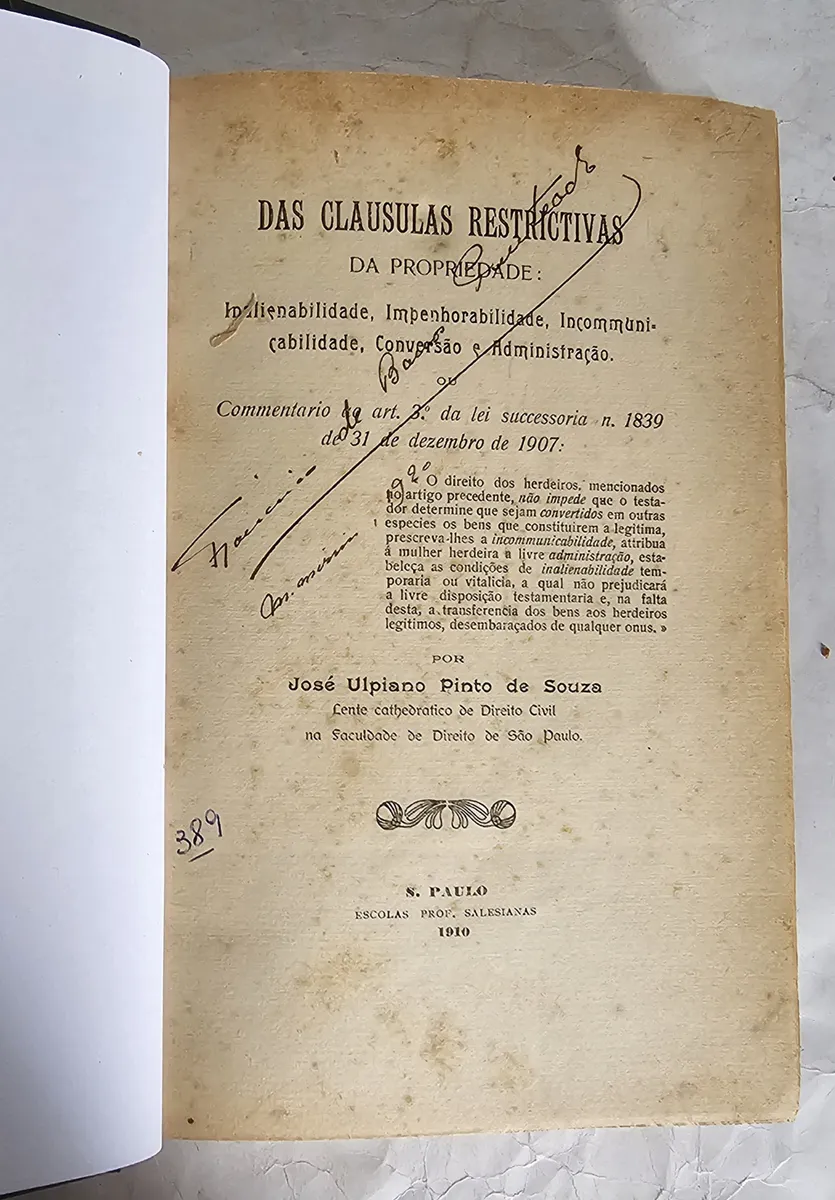 DAS CLAUSULAS RESTRICTIVAS
DA PROPRIEDADE:
Inalienabilidade, Impenhorabilidade, Incommuni-
cabilidade, Conversão e Administração.
OU
Commentario ao art. 3.º da lei successoria n. 1839
de 31 de dezembro de 1907:
O direito dos herdeiros, mencionados
no artigo precedente, não impede que o testa-
dor determine que sejam convertidos em outras
especies os bens que constituirem a legitima,
prescreva-lhes a incommunicabilidade, attribua
á mulher herdeira a livre administração, esta-
beleça as condições de inalienabilidade tem-
poraria ou vitalicia, a qual não prejudicará
a livre disposição testamentaria e, na falta
desta, a transferencia dos bens aos herdeiros
legitimos, desembaraçados de qualquer onus. »
POR
José Ulpiano Pinto de Souza
Lente cathedratico de Direito Civil
na Faculdade de Direito de São Paulo.
389
S. PAULO
ESCOLAS PROF. SALESIANAS
1910